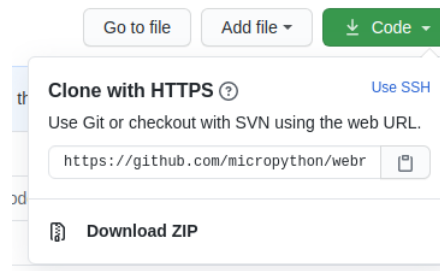 Go to file Add file Code
Clone with HTTPS ? Use SSH
Use Git or checkout with SVN using the web URL.
https://github.com/micropython/webr
Download ZIP